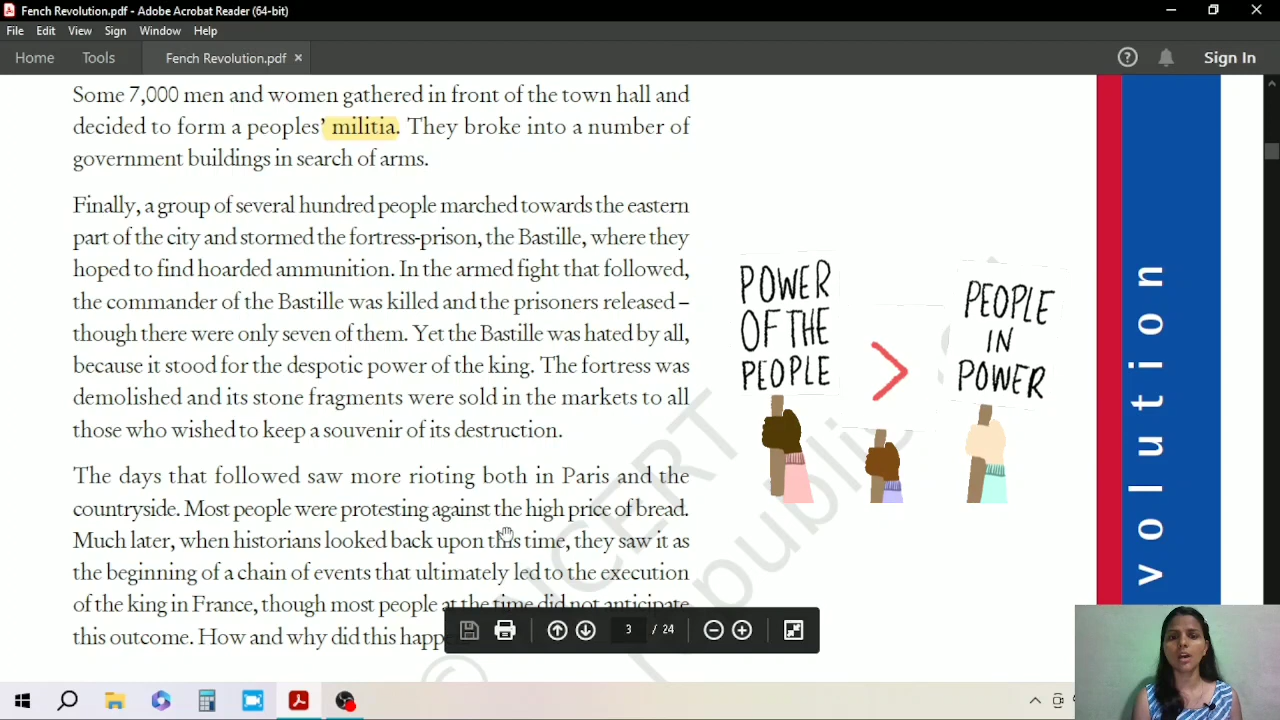 Fench Revolution.pdf - Adobe Acrobat Reader (64-bit)
File Edit View Sign Window Help
Home Tools Fench Revolution.pdf × Sign In
Some 7,000 men and women gathered in front of the town hall and
decided to form a peoples' militia. They broke into a number of
government buildings in search of arms.
Finally, a group of several hundred people marched towards the eastern
part of the city and stormed the fortress-prison, the Bastille, where they
hoped to find hoarded ammunition. In the armed fight that followed,
the commander of the Bastille was killed and the prisoners released –
though there were only seven of them. Yet the Bastille was hated by all,
because it stood for the despotic power of the king. The fortress was
demolished and its stone fragments were sold in the markets to all
those who wished to keep a souvenir of its destruction.
The days that followed saw more rioting both in Paris and the
countryside. Most people were protesting against the high price of bread.
Much later, when historians looked back upon this time, they saw it as
the beginning of a chain of events that ultimately led to the execution
of the king in France, though most people at the time did not anticipate
this outcome. How and why did this happe
POWER
OF THE
PEOPLE
>
PEOPLE
IN
POWER
volution
© NCERT
publi
3 / 24